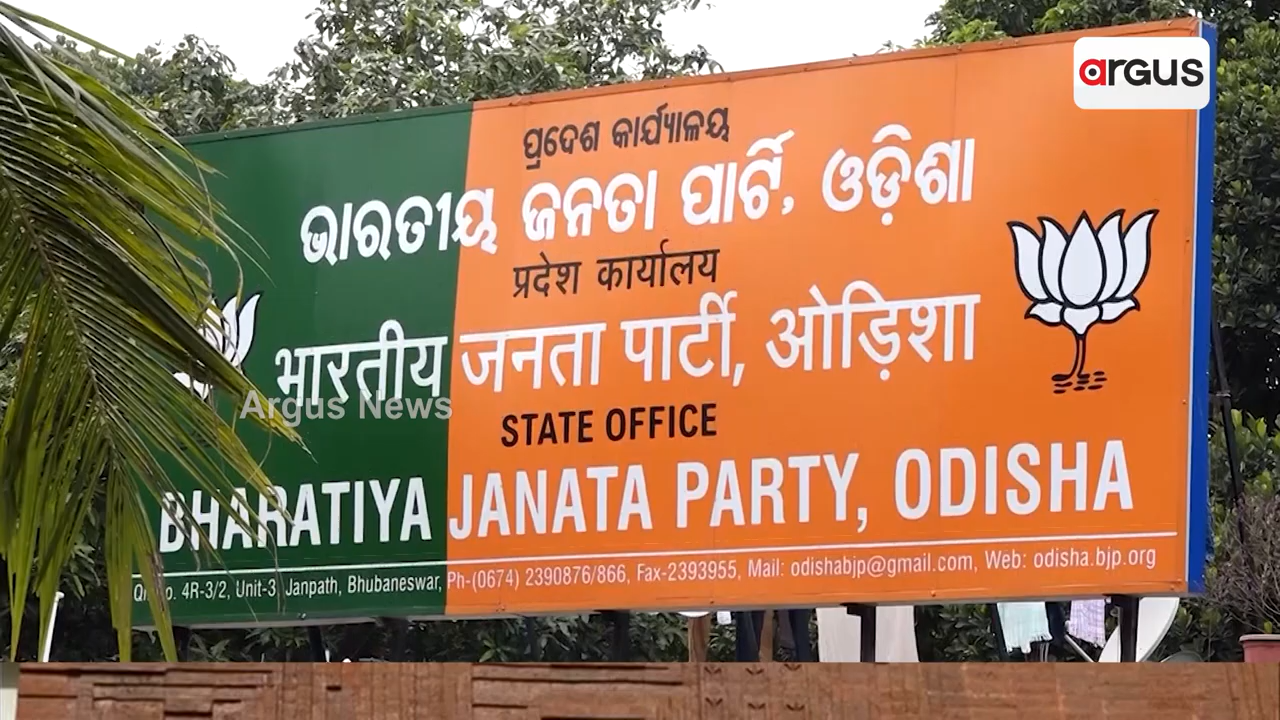 argus
ପ୍ରଦେଶ କାର୍ଯ୍ୟାଳୟ
ଭାରତୀୟ ଜନତା ପାର୍ଟି, ଓଡ଼ିଶା
प्रदेश कार्यालय
भारतीय जनता पार्टी, ओड़िशा
Argus News
STATE OFFICE
BHARATIYA JANATA PARTY, ODISHA
4R-3/2, Unit-3, Janpath, Bhubaneswar, Ph-(0674) 2390876/866, Fax-2393955, Mail: odishabjp@gmail.com, Web: odisha.bjp.org